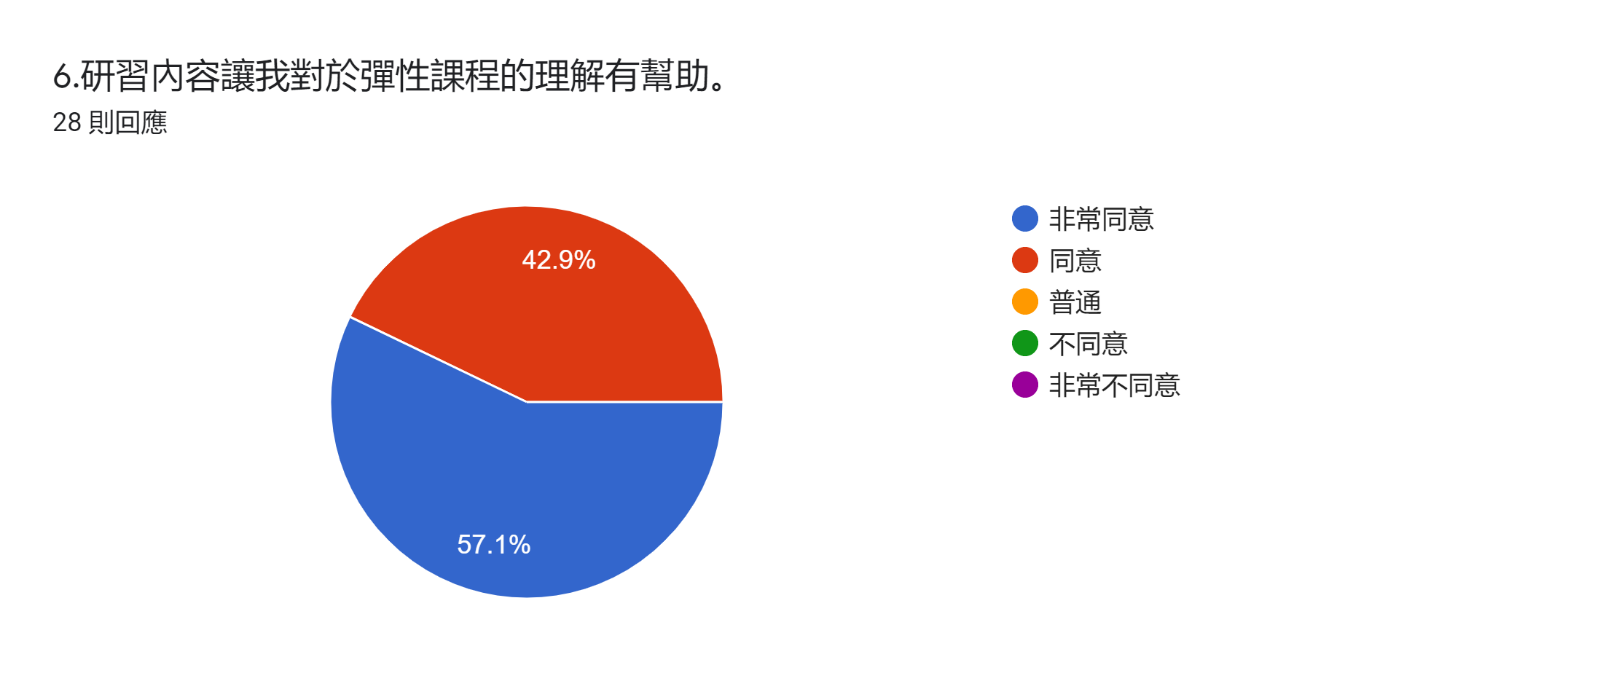 6.研習內容讓我對於彈性課程的理解有幫助。
28 則回應
42.9%
57.1%
非常同意
同意
普通
不同意
非常不同意